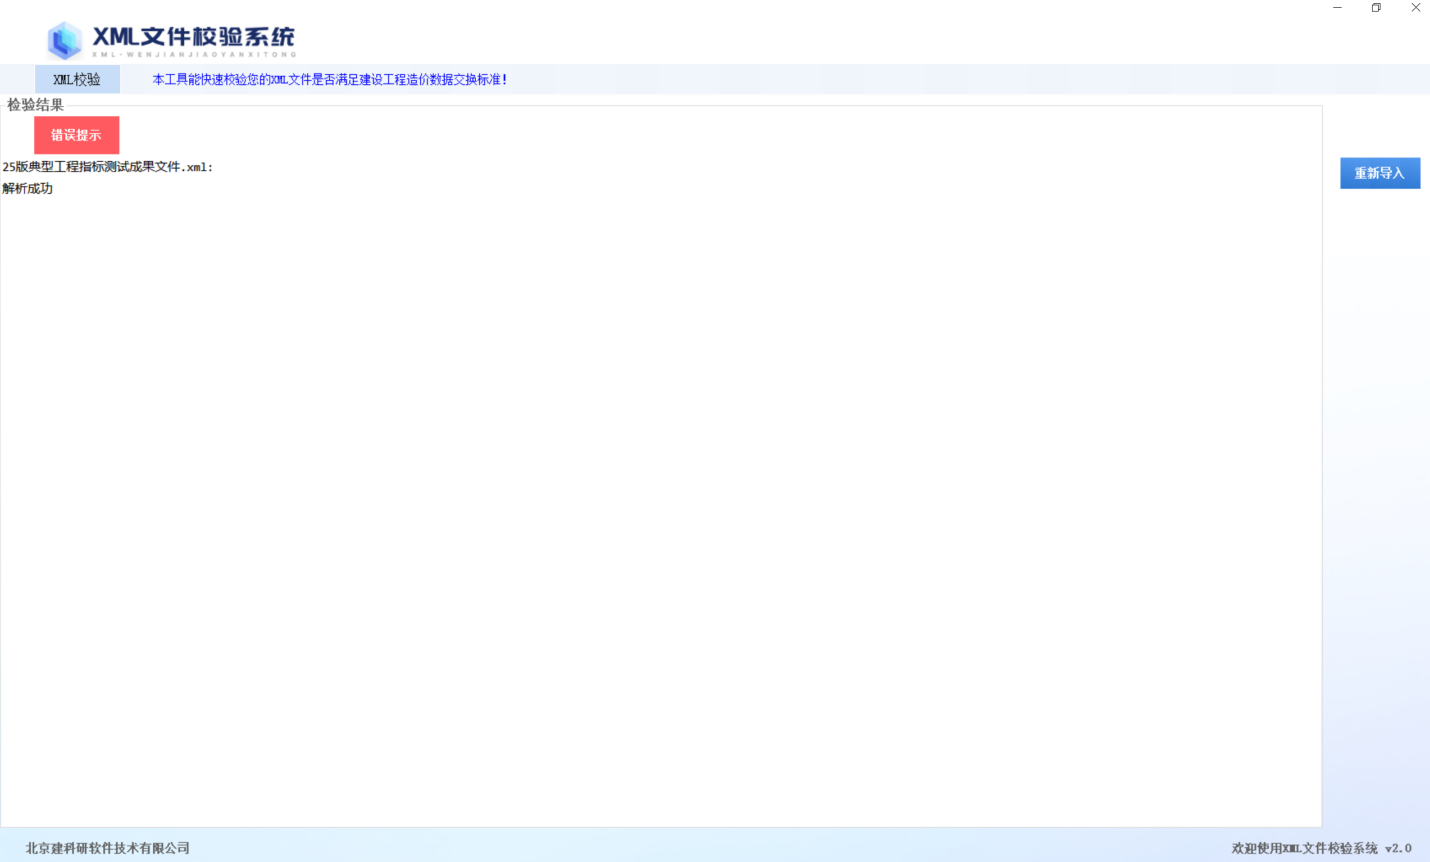 XML文件校验系统
XML-WENJIANJIAOYANXITONG
XML校验
本工具能快速校验您的XML文件是否满足建设工程造价数据交换标准!
检验结果
错误提示
25版典型工程指标测试成果文件.xml:
解析成功
重新导入
北京建科研软件技术有限公司
欢迎使用XML文件校验系统 v2.0